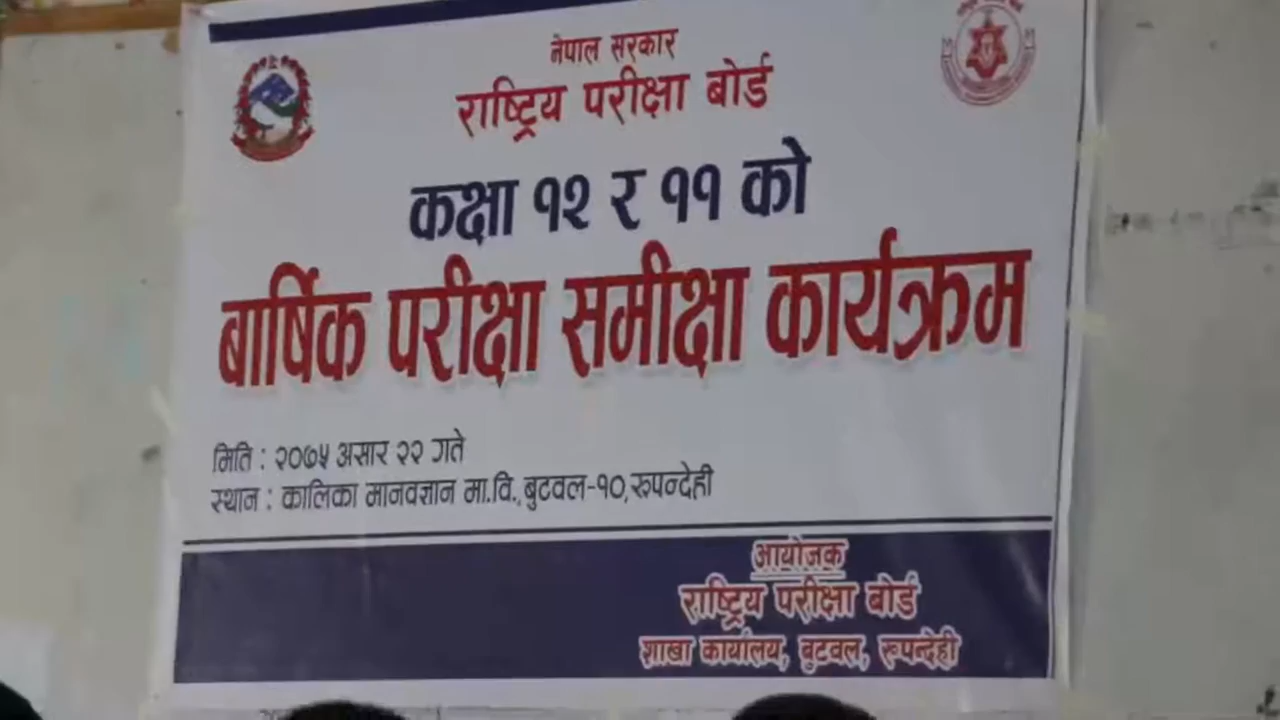 नेपाल सरकार
राष्ट्रिय परीक्षा बोर्ड
कक्षा १२ र ११ को
बार्षिक परीक्षा समीक्षा कार्यक्रम
मिति : २०७५ असार २२ गते
स्थान : कालिका मानवज्ञान मा.वि., बुटवल-१०, रुपन्देही
आयोजक
राष्ट्रिय परीक्षा बोर्ड
शाखा कार्यालय, बुटवल, रूपन्देही